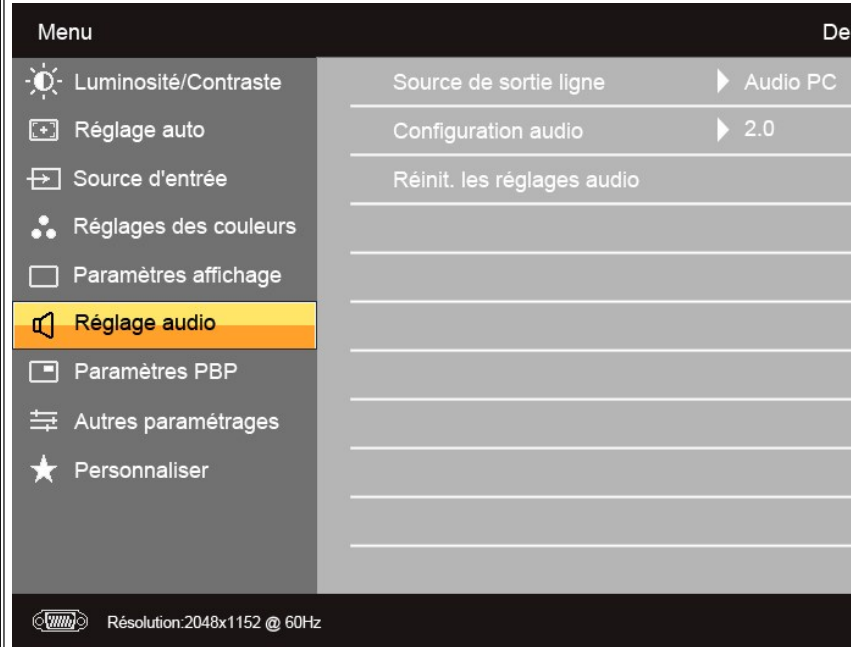 Menu
De
Luminosité/Contraste
Réglage auto
Source d'entrée
Réglages des couleurs
Paramètres affichage
Réglage audio
Paramètres PBP
Autres paramétrages
Personnaliser
Source de sortie ligne Audio PC
Configuration audio 2.0
Réinit. les réglages audio
Résolution:2048x1152 @ 60Hz